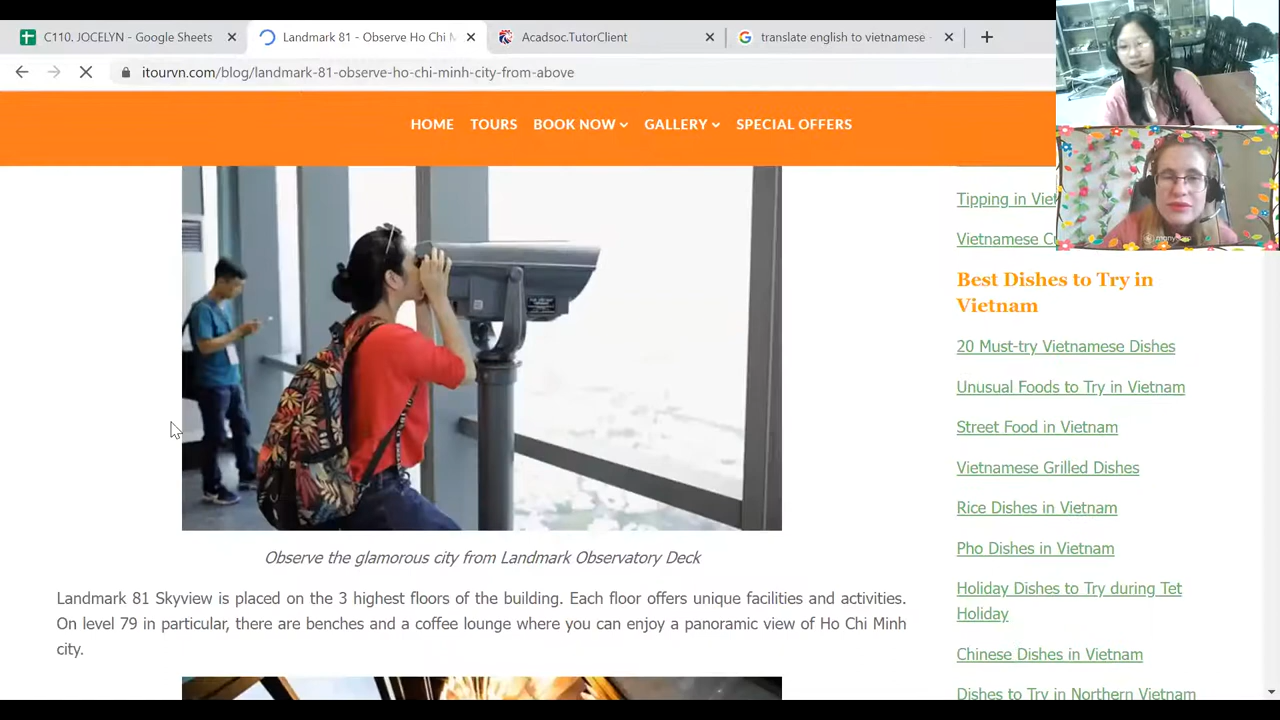 C110. JOCELYN - Google Sheets
Landmark 81 - Observe Ho Chi M
Acadsoc.TutorClient
translate english to vietnamese -
itourvn.com/blog/landmark-81-observe-ho-chi-minh-city-from-above
HOME TOURS BOOK NOW GALLERY SPECIAL OFFERS
Tipping in Vie
Vietnamese Cu
Best Dishes to Try in
Vietnam
20 Must-try Vietnamese Dishes
Unusual Foods to Try in Vietnam
Street Food in Vietnam
Vietnamese Grilled Dishes
Rice Dishes in Vietnam
Pho Dishes in Vietnam
Holiday Dishes to Try during Tet
Holiday
Chinese Dishes in Vietnam
Dishes to Try in Northern Vietnam
Observe the glamorous city from Landmark Observatory Deck
Landmark 81 Skyview is placed on the 3 highest floors of the building. Each floor offers unique facilities and activities.
On level 79 in particular, there are benches and a coffee lounge where you can enjoy a panoramic view of Ho Chi Minh
city.